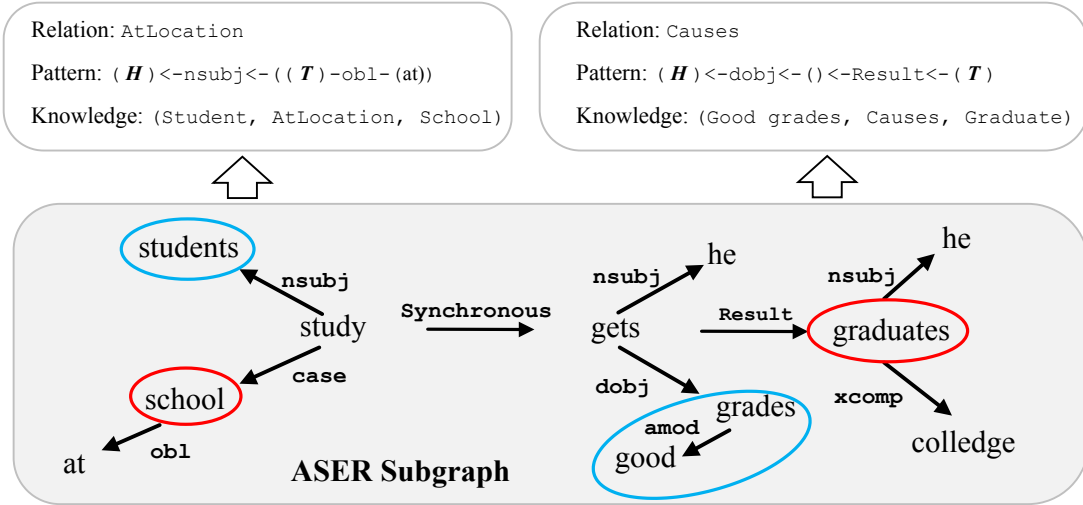 Relation: AtLocation
Pattern: (H)<-nsubj<-((T)-obl-(at))
Knowledge: (Student, AtLocation, School)
Relation: Causes
Pattern: (H)<-dobj<-()<-Result<-(T)
Knowledge: (Good grades, Causes, Graduate)
students
nsubj
study
case
school
obl
at
Synchronous
he
nsubj
gets
dobj
grades
amod
good
Result
he
nsubj
graduates
xcomp
colledge
ASER Subgraph